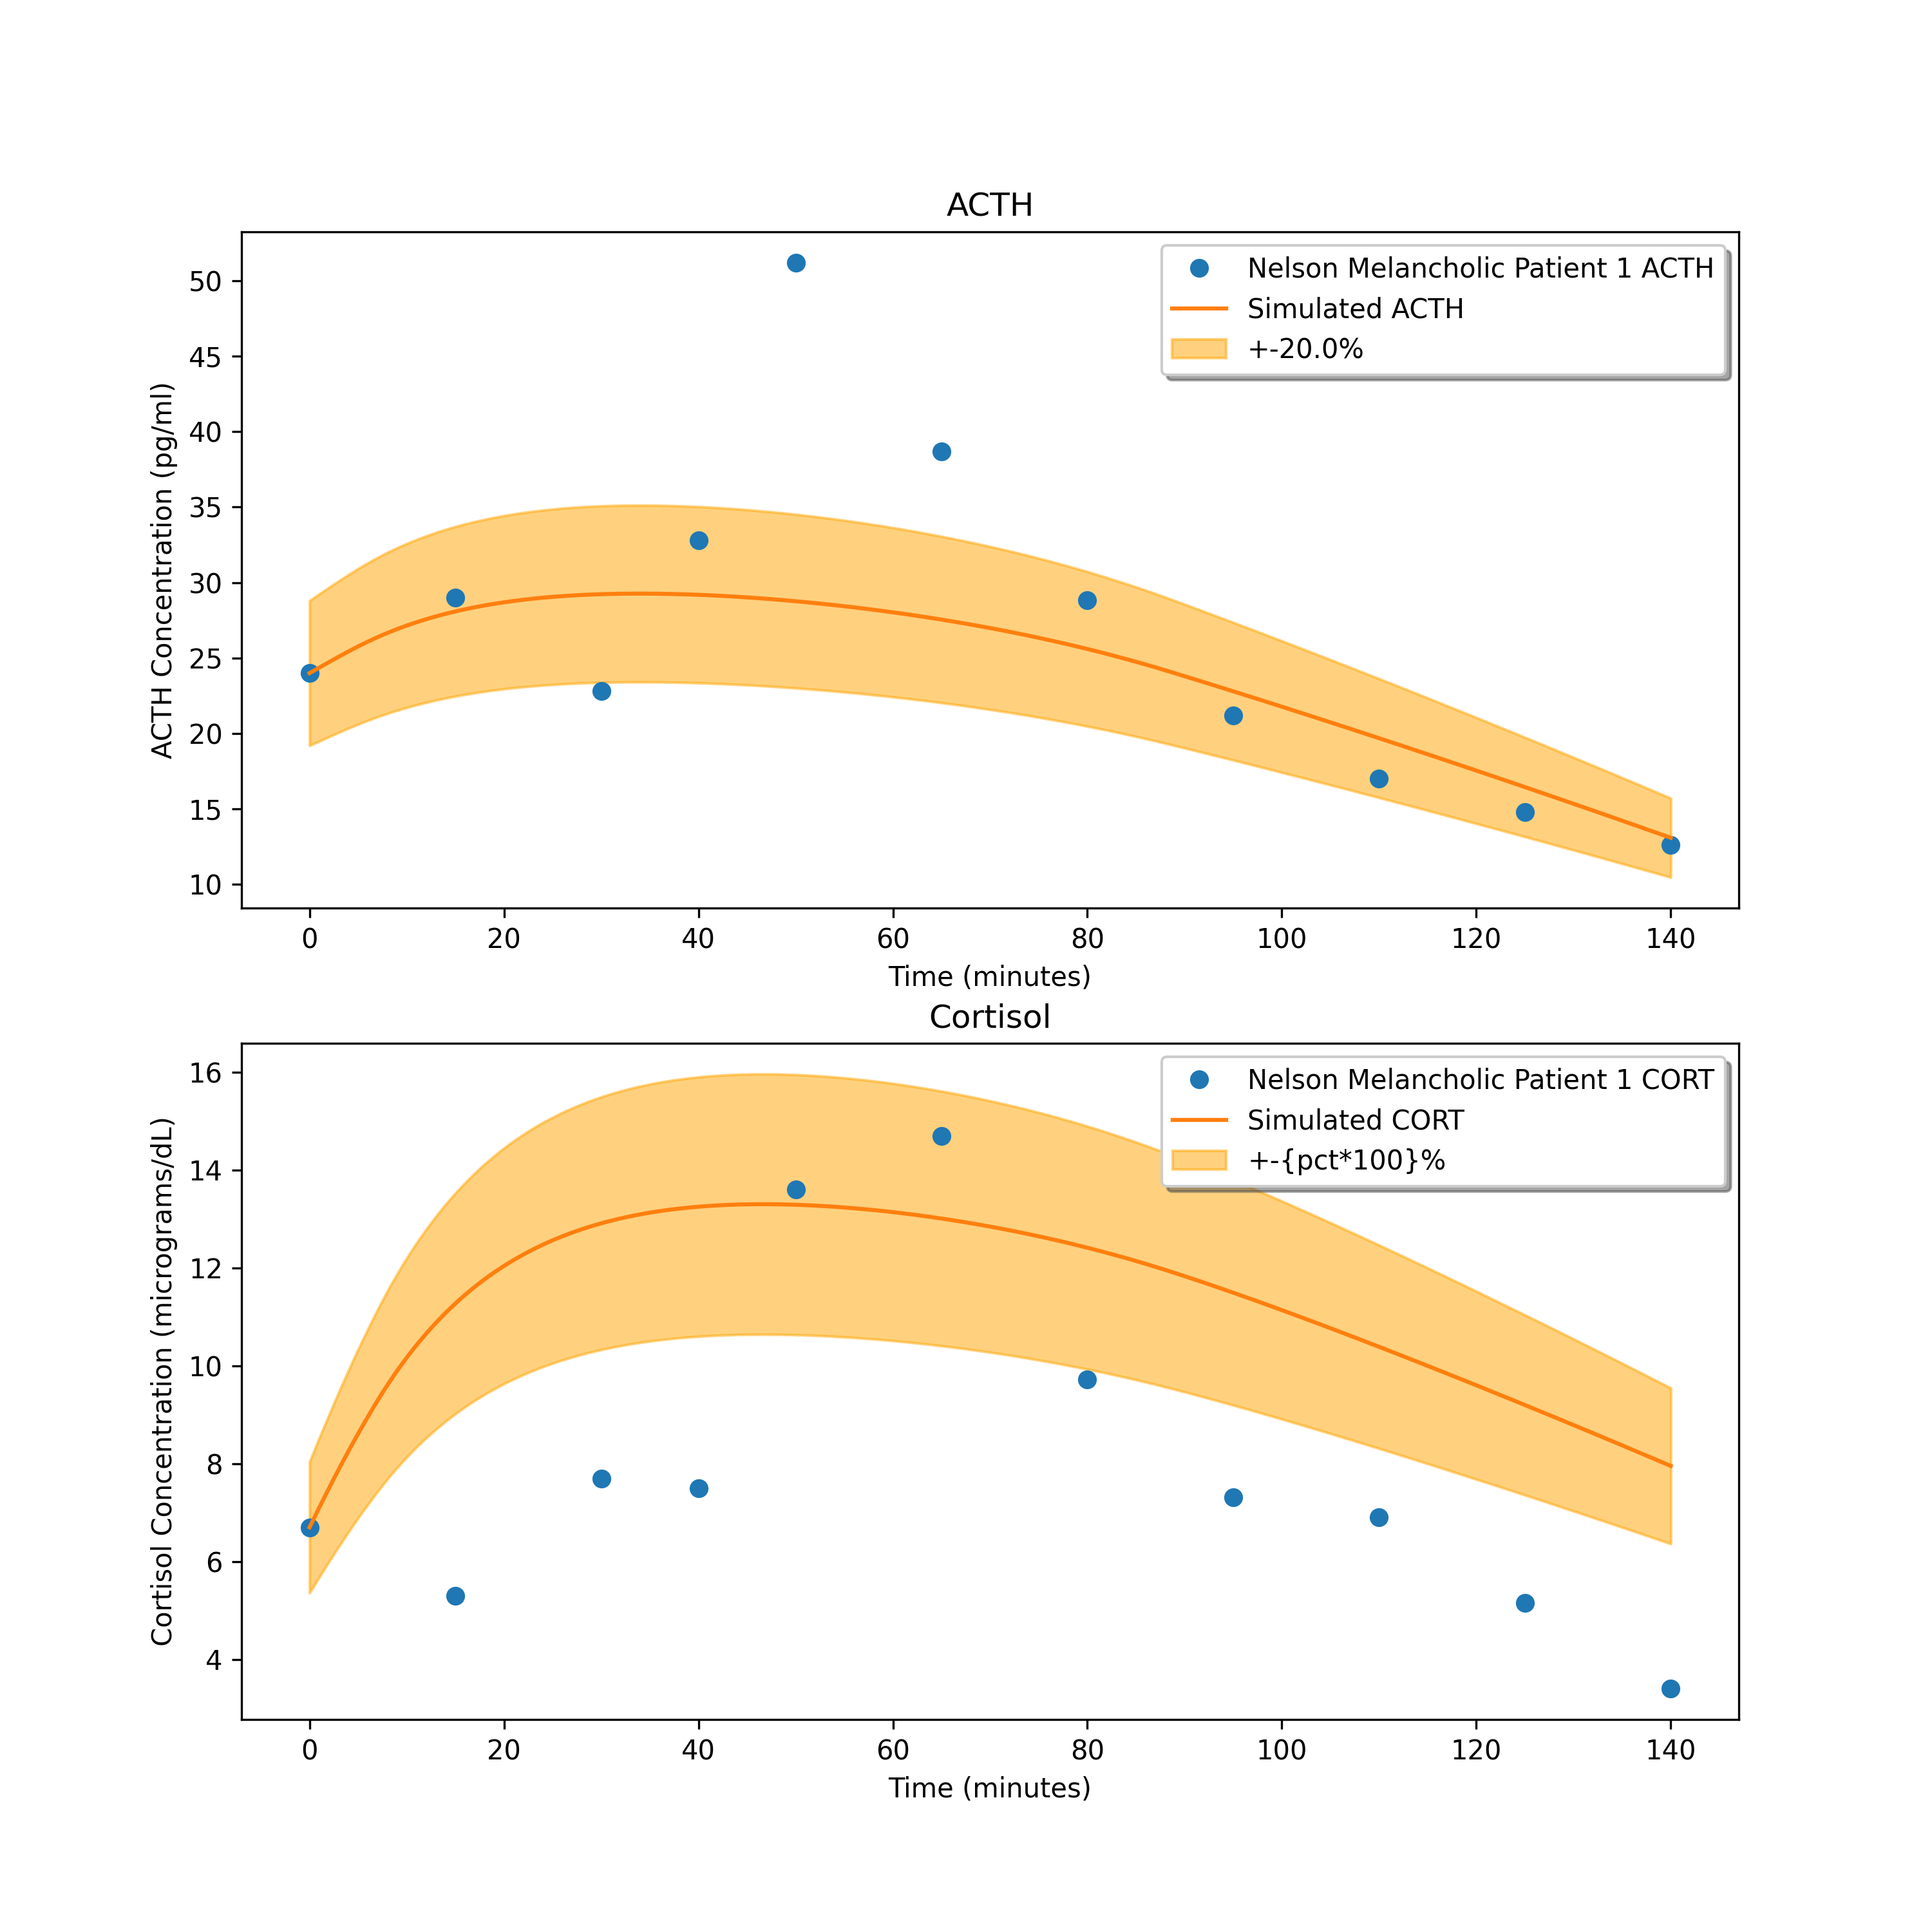 ACTH
Nelson Melancholic Patient 1 ACTH
Simulated ACTH
+-20.0%
ACTH Concentration (pg/ml)
50
45
40
35
30
25
20
15
10
0 20 40 60 80 100 120 140
Time (minutes)
Cortisol
Nelson Melancholic Patient 1 CORT
Simulated CORT
+-{pct*100}%
Cortisol Concentration (micrograms/dL)
16
14
12
10
8
6
4
0 20 40 60 80 100 120 140
Time (minutes)